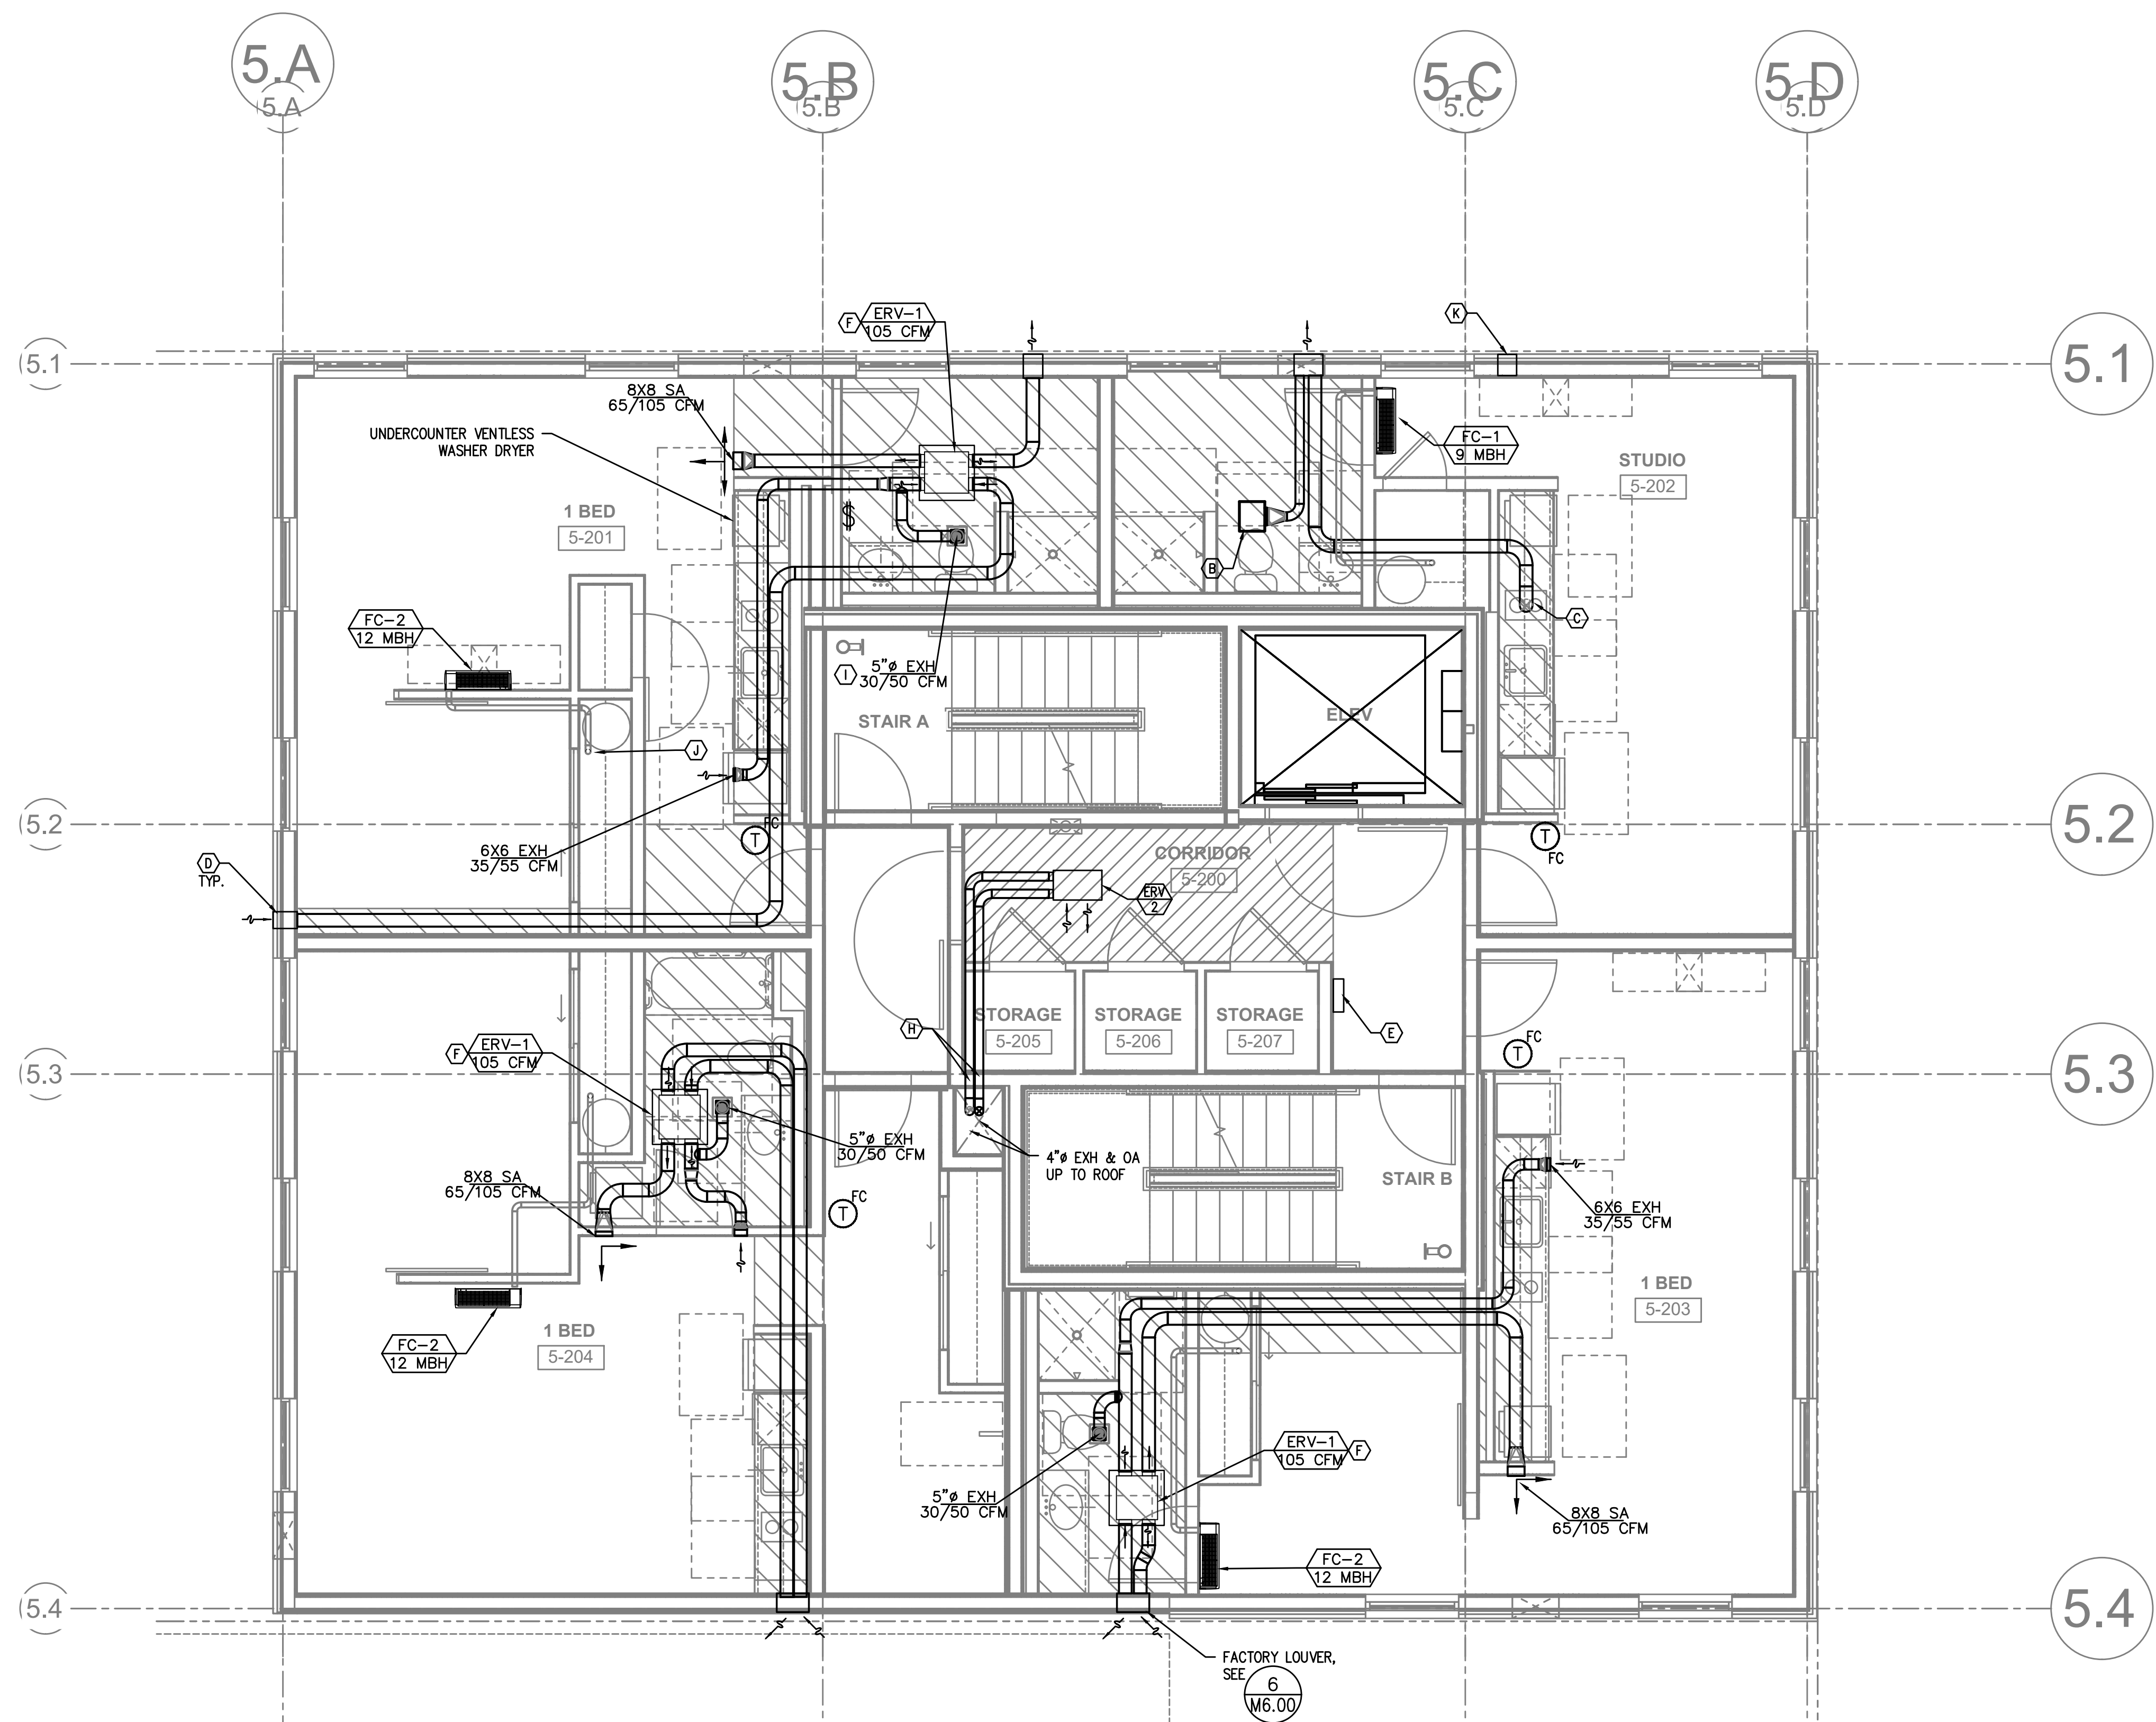 5.A
5.A
5.B
5.B
5.C
5.C
5.D
5.D
F
ERV-1
105 CFM
K
5.1
5.1
8X8 SA
65/105 CFM
UNDERCOUNTER VENTLESS
WASHER DRYER
FC-1
9 MBH
STUDIO
5-202
1 BED
5-201
$
B
C
FC-2
12 MBH
I
5"ø EXH
30/50 CFM
STAIR A
ELEV
J
5.2
5.2
T
FC
T
FC
6X6 EXH
35/55 CFM
CORRIDOR
5-200
D
TYP.
ERV
2
STORAGE
5-205
STORAGE
5-206
STORAGE
5-207
H
E
F
ERV-1
105 CFM
T
FC
5.3
5.3
5"ø EXH
30/50 CFM
4"ø EXH & OA
UP TO ROOF
8X8 SA
65/105 CFM
T
FC
STAIR B
6X6 EXH
35/55 CFM
1 BED
5-203
1 BED
5-204
FC-2
12 MBH
ERV-1
105 CFM
F
5"ø EXH
30/50 CFM
8X8 SA
65/105 CFM
FC-2
12 MBH
5.4
5.4
FACTORY LOUVER,
SEE
6
M6.00